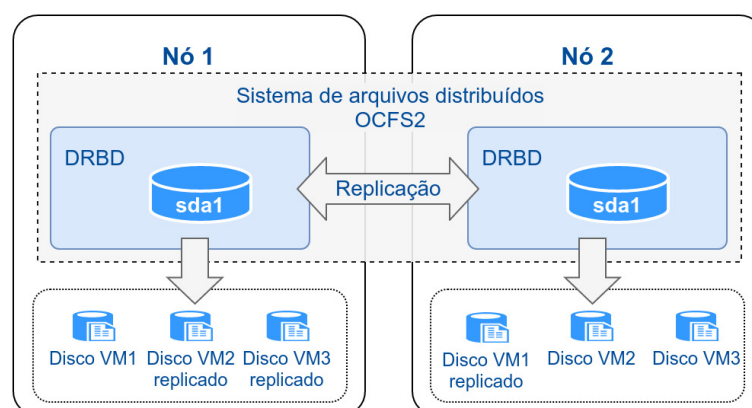 Nó 1
Nó 2
Sistema de arquivos distribuídos
OCFS2
DRBD
sda1
Replicação
DRBD
sda1
Disco VM1
Disco VM2
replicado
Disco VM3
replicado
Disco VM1
replicado
Disco VM2
Disco VM3